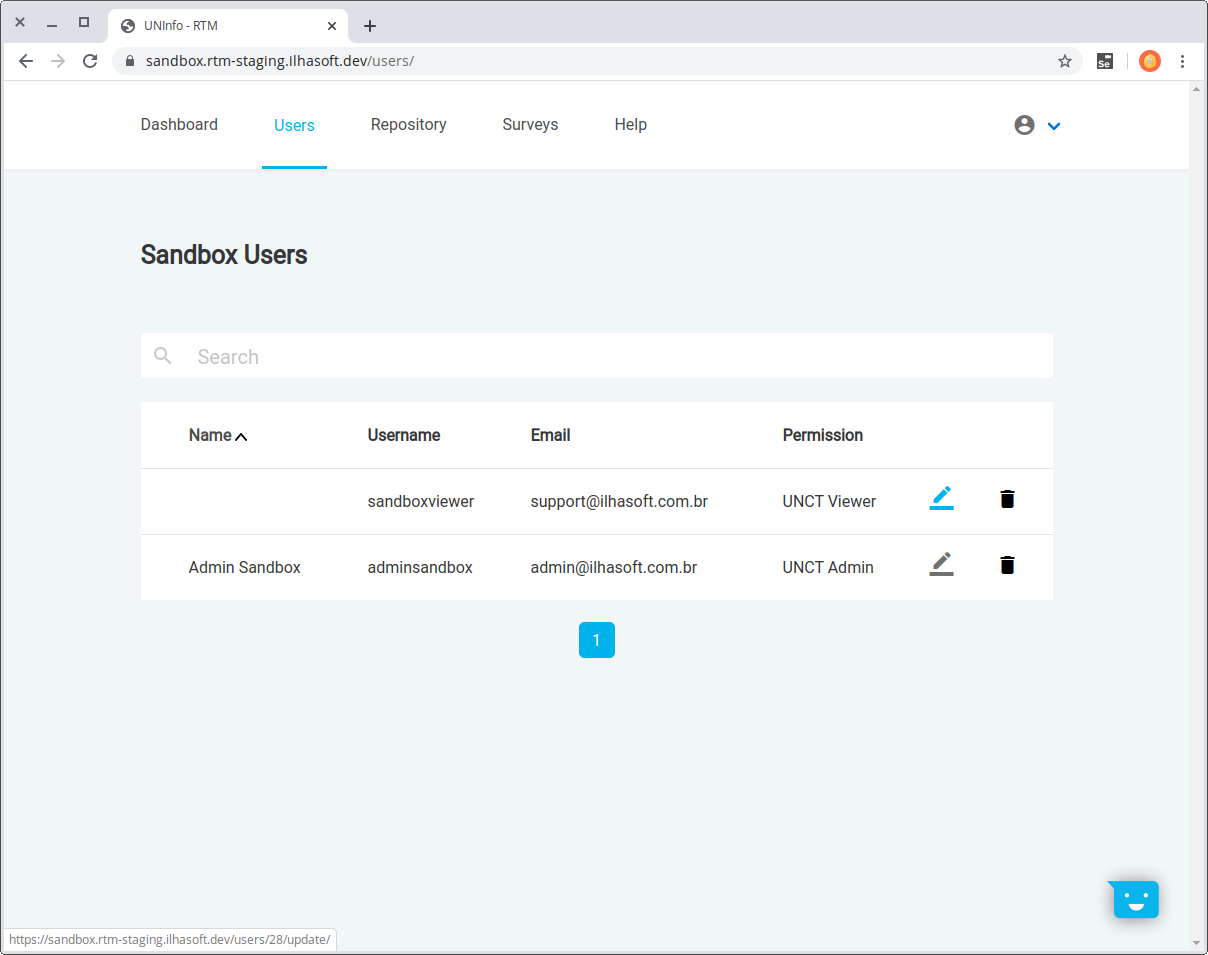 UNInfo - RTM
sandbox.rtm-staging.ilhasoft.dev/users/
Se
Dashboard Users Repository Surveys Help
Sandbox Users
Search
Name Username Email Permission
sandboxviewer support@ilhasoft.com.br UNCT Viewer
Admin Sandbox adminsandbox admin@ilhasoft.com.br UNCT Admin
1
https://sandbox.rtm-staging.ilhasoft.dev/users/28/update/